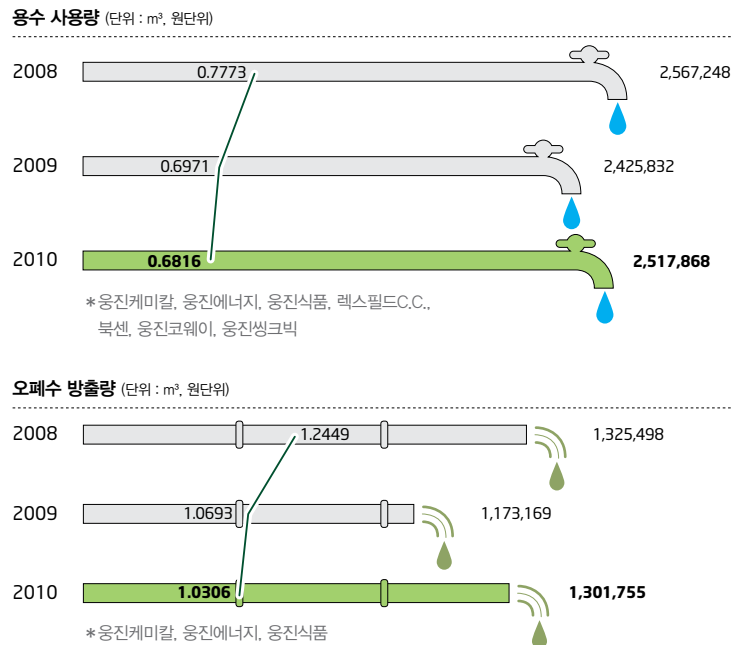 용수 사용량 (단위 : m³, 원단위)
2008 0.7773 2,567,248
2009 0.6971 2,425,832
2010 0.6816 2,517,868
*웅진케미칼, 웅진에너지, 웅진식품, 렉스필드C.C.,
북센, 웅진코웨이, 웅진씽크빅
오폐수 방출량 (단위 : m³, 원단위)
2008 1.2449 1,325,498
2009 1.0693 1,173,169
2010 1.0306 1,301,755
*웅진케미칼, 웅진에너지, 웅진식품